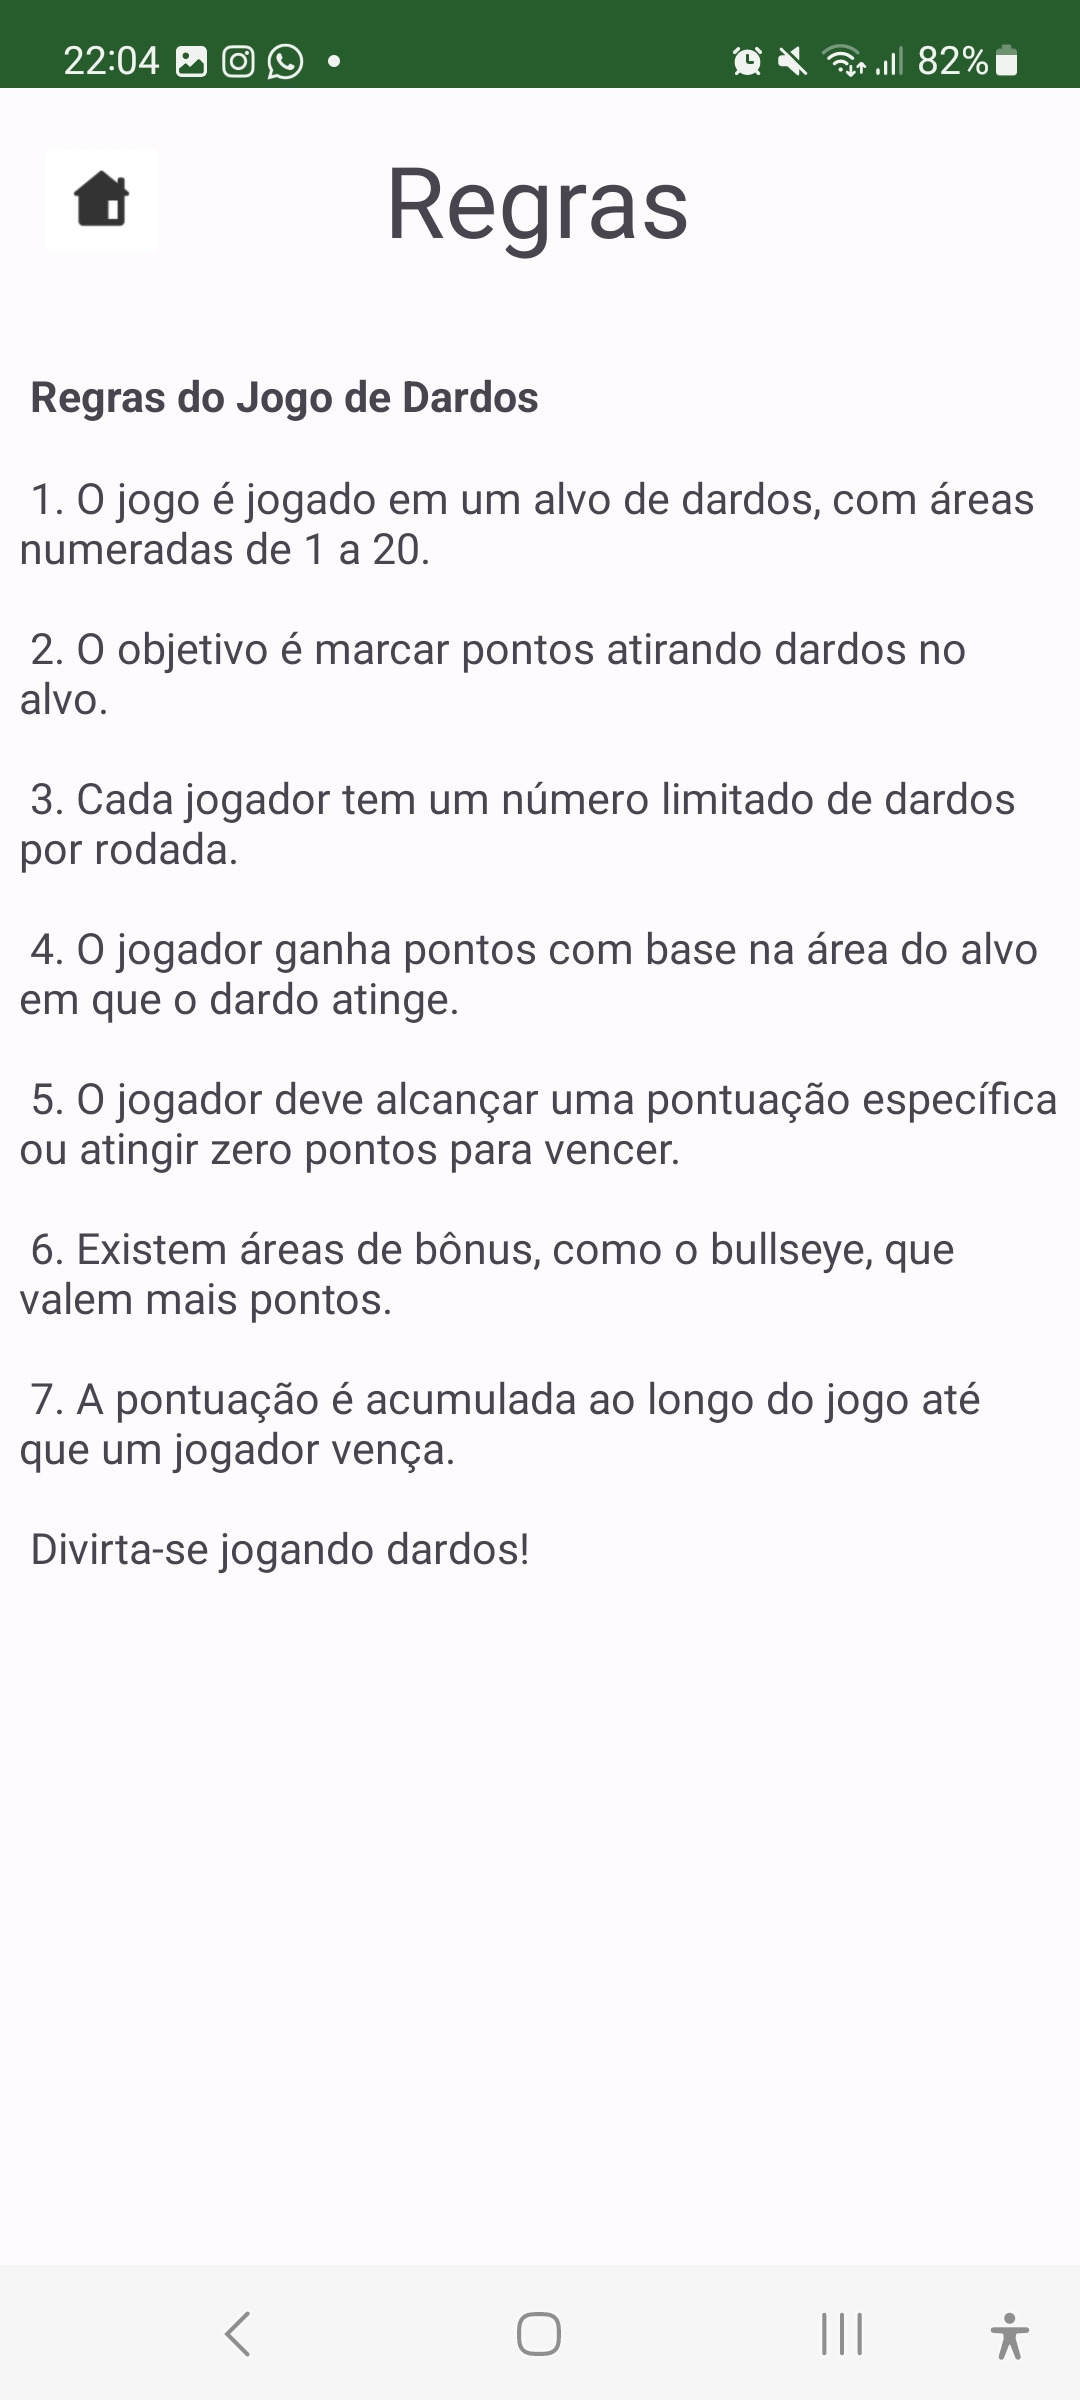 22:04
82%
Regras
Regras do Jogo de Dardos
1. O jogo é jogado em um alvo de dardos, com áreas
numeradas de 1 a 20.
2. O objetivo é marcar pontos atirando dardos no
alvo.
3. Cada jogador tem um número limitado de dardos
por rodada.
4. O jogador ganha pontos com base na área do alvo
em que o dardo atinge.
5. O jogador deve alcançar uma pontuação específica
ou atingir zero pontos para vencer.
6. Existem áreas de bônus, como o bullseye, que
valem mais pontos.
7. A pontuação é acumulada ao longo do jogo até
que um jogador vença.
Divirta-se jogando dardos!